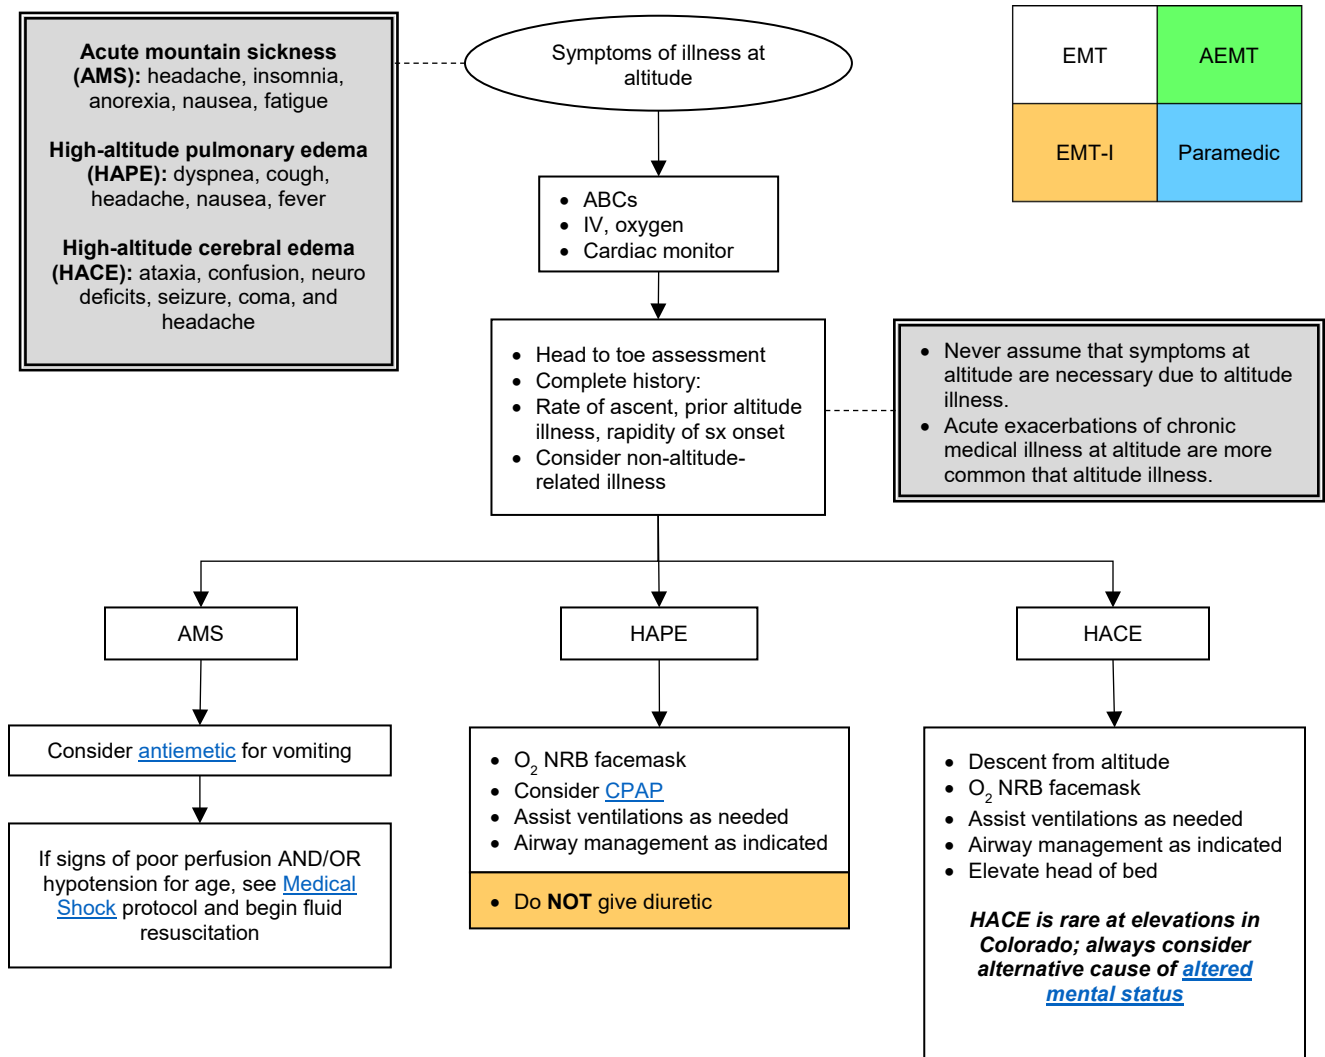 Acute mountain sickness
(AMS): headache, insomnia,
anorexia, nausea, fatigue
High-altitude pulmonary edema
(HAPE): dyspnea, cough,
headache, nausea, fever
High-altitude cerebral edema
(HACE): ataxia, confusion, neuro
deficits, seizure, coma, and
headache
Symptoms of illness at
altitude
EMT
AEMT
EMT-I
Paramedic
• ABCs
• IV, oxygen
• Cardiac monitor
• Head to toe assessment
• Complete history:
• Rate of ascent, prior altitude
illness, rapidity of sx onset
• Consider non-altitude-
related illness
• Never assume that symptoms at
altitude are necessary due to altitude
illness.
• Acute exacerbations of chronic
medical illness at altitude are more
common that altitude illness.
AMS
HAPE
HACE
Consider antiemetic for vomiting
If signs of poor perfusion AND/OR
hypotension for age, see Medical
Shock protocol and begin fluid
resuscitation
• O2 NRB facemask
• Consider CPAP
• Assist ventilations as needed
• Airway management as indicated
• Do NOT give diuretic
• Descent from altitude
• O2 NRB facemask
• Assist ventilations as needed
• Airway management as indicated
• Elevate head of bed
HACE is rare at elevations in
Colorado; always consider
alternative cause of altered
mental status